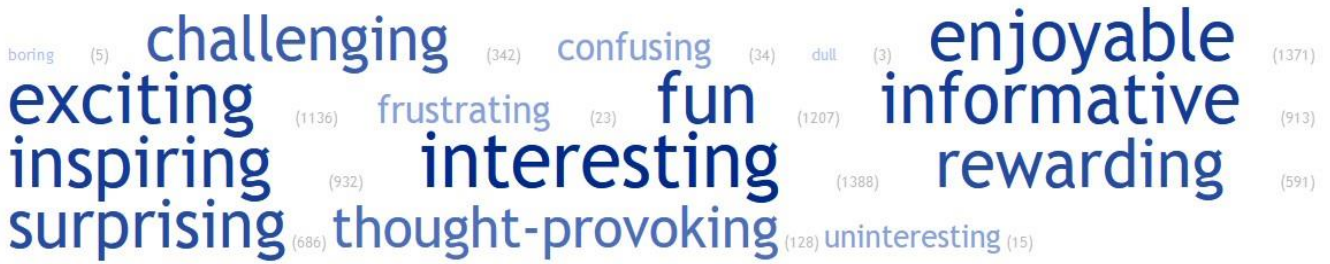 boring (5) challenging (342) confusing (34) dull (3) enjoyable (1371)
exciting (1136) frustrating (23) fun (1207) informative (913)
inspiring (932) interesting (1388) rewarding (591)
surprising (686) thought-provoking (128) uninteresting (15)